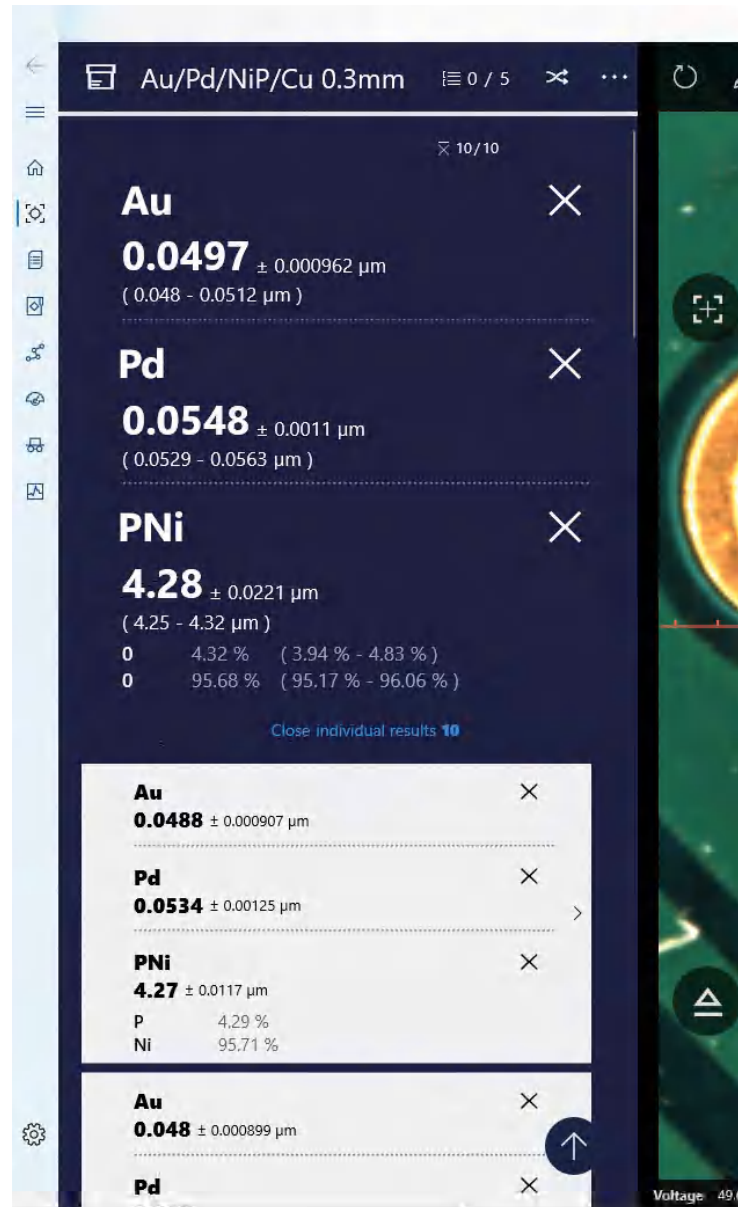 Au/Pd/NiP/Cu 0.3mm 0 / 5 ...
x̅ 10/10
Au
0.0497 ± 0.000962 µm
( 0.048 - 0.0512 µm )
Pd
0.0548 ± 0.0011 µm
( 0.0529 - 0.0563 µm )
PNi
4.28 ± 0.0221 µm
( 4.25 - 4.32 µm )
0 4.32 % ( 3.94 % - 4.83 % )
0 95.68 % ( 95.17 % - 96.06 % )
Close individual results 10
Au
0.0488 ± 0.000907 µm
Pd
0.0534 ± 0.00125 µm
PNi
4.27 ± 0.0117 µm
P 4.29 %
Ni 95.71 %
Au
0.048 ± 0.000899 µm
Pd
Voltage